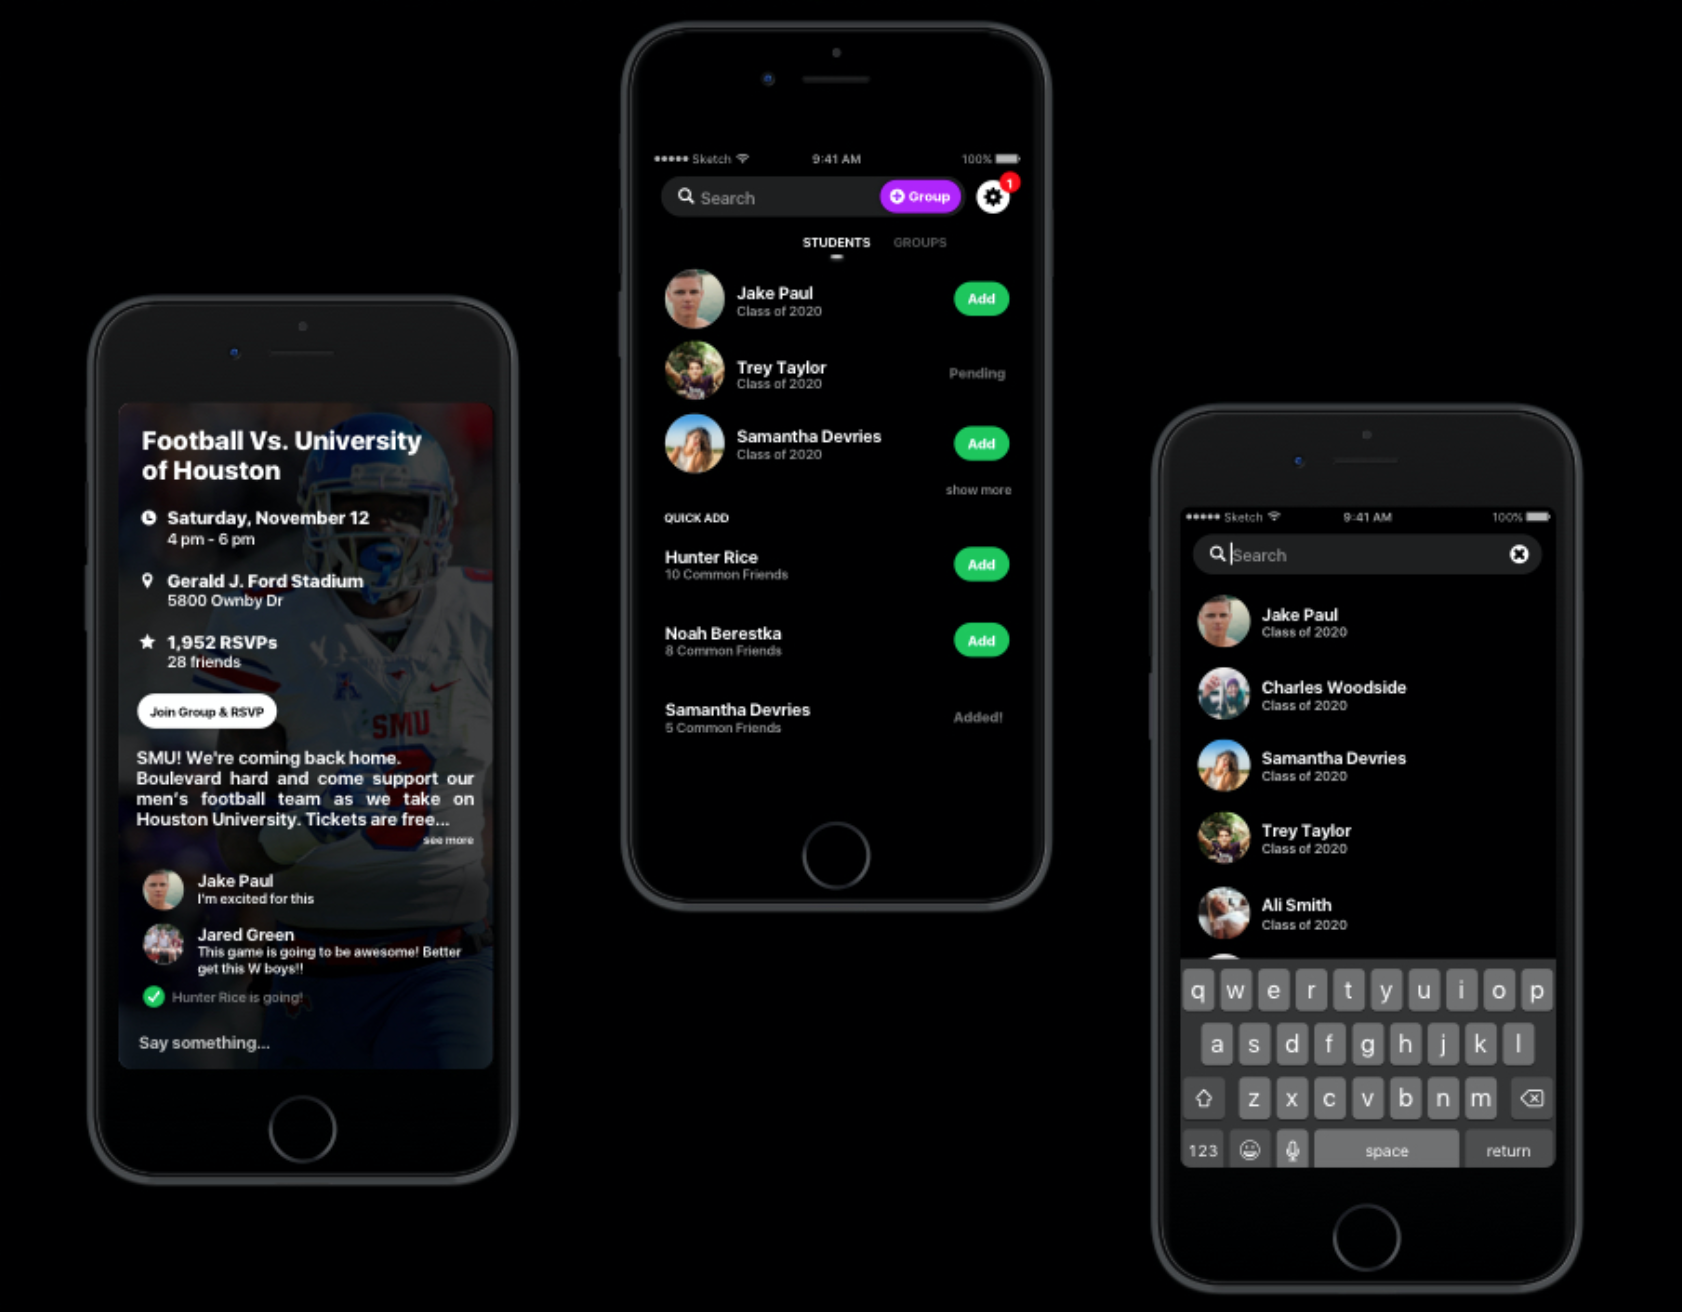 Football Vs. University
of Houston
Saturday, November 12
4 pm - 6 pm
Gerald J. Ford Stadium
5800 Ownby Dr
1,952 RSVPs
28 friends
Join Group & RSVP
SMU
SMU! We're coming back home.
Boulevard hard and come support our
men's football team as we take on
Houston University. Tickets are free...
see more
Jake Paul
I'm excited for this
Jared Green
This game is going to be awesome! Better
get this W boys!!
Hunter Rice is going!
Say something...
Sketch 9:41 AM 100%
Search Group 1
STUDENTS GROUPS
Jake Paul
Class of 2020
Add
Trey Taylor
Class of 2020
Pending
Samantha Devries
Class of 2020
Add
show more
QUICK ADD
Hunter Rice
10 Common Friends
Add
Noah Berestka
8 Common Friends
Add
Samantha Devries
5 Common Friends
Added!
Sketch 9:41 AM 100%
Search
Jake Paul
Class of 2020
Charles Woodside
Class of 2020
Samantha Devries
Class of 2020
Trey Taylor
Class of 2020
Ali Smith
Class of 2020
q w e r t y u i o p
a s d f g h j k l
z x c v b n m
123 space return